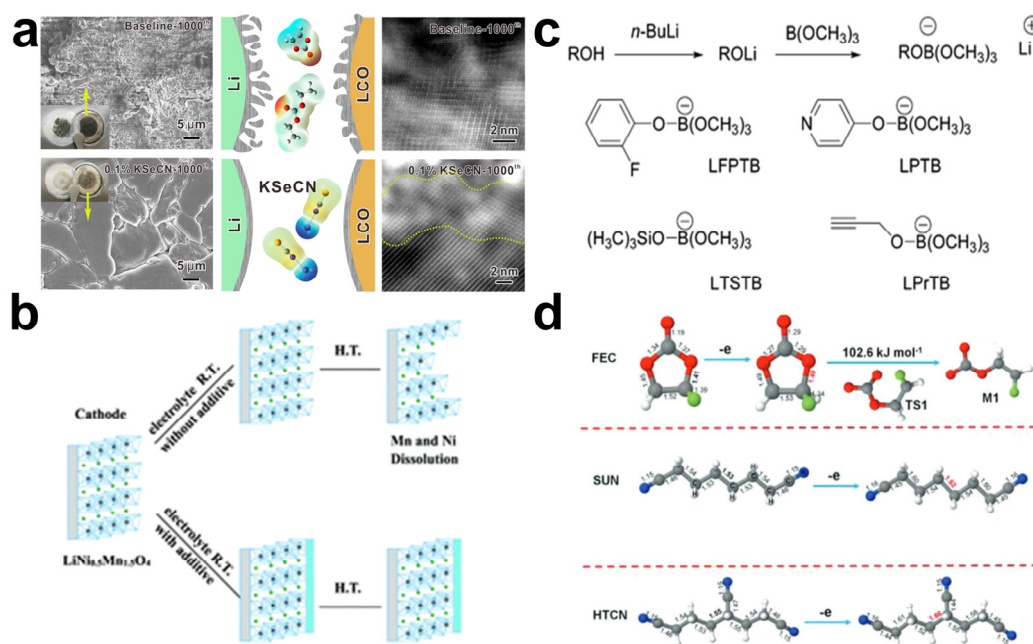 a
Baseline-1000th
5 μm
Li
LCO
Baseline-1000th
2 nm
0.1% KSeCN-1000th
5 μm
Li
KSeCN
LCO
0.1% KSeCN-1000th
2 nm
b
Cathode
LiNi0.5Mn1.5O4
electrolyte R.T.
without additive
H.T.
Mn and Ni
Dissolution
electrolyte R.T.
with additive
H.T.
c
ROH
n-BuLi
ROLi
B(OCH3)3
ROB(OCH3)3
Li
F
O
B(OCH3)3
LFPTB
N
O
B(OCH3)3
LPTB
(H3C)3SiO
B(OCH3)3
LTSTB
O
B(OCH3)3
LPrTB
d
FEC
-e
102.6 kJ mol-1
TS1
M1
SUN
-e
HTCN
-e